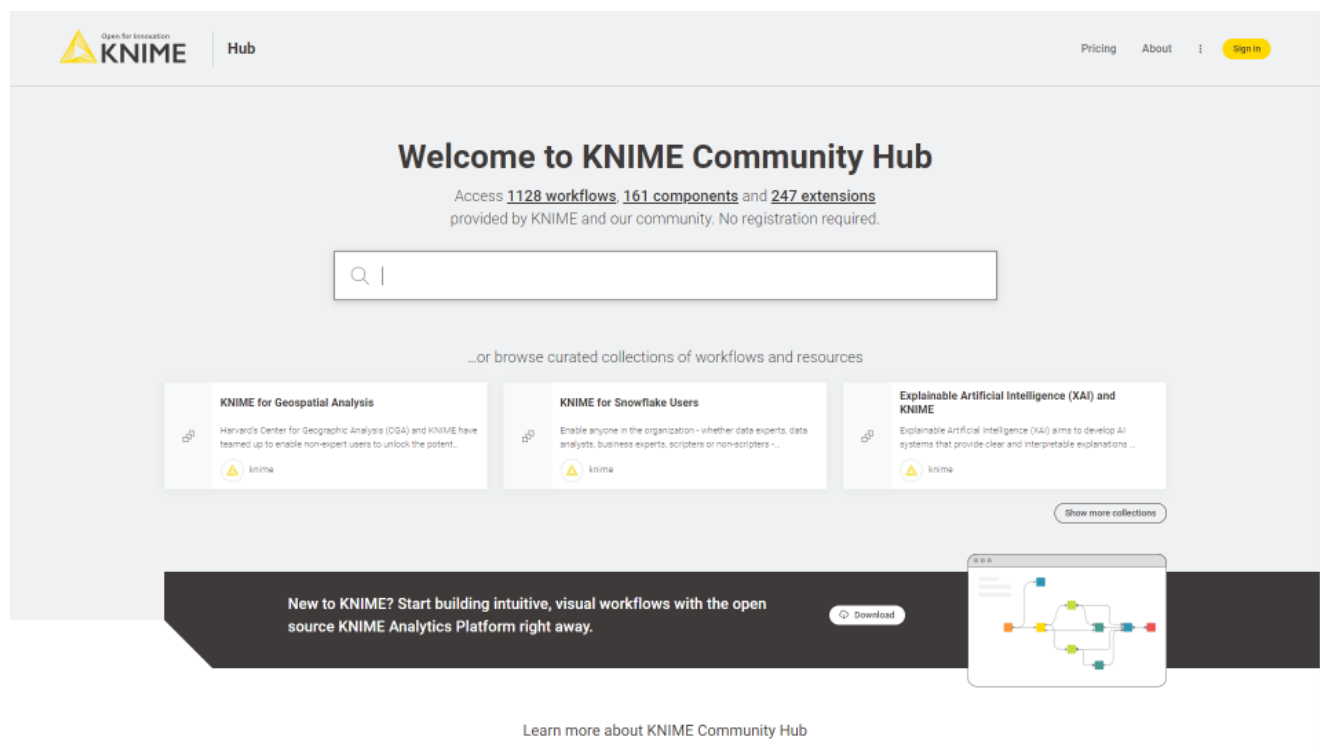 Open for Innovation
KNIME
Hub
Pricing
About
Sign in
Welcome to KNIME Community Hub
Access 1128 workflows, 161 components and 247 extensions
provided by KNIME and our community. No registration required.
...or browse curated collections of workflows and resources
KNIME for Geospatial Analysis
Harvard's Center for Geographic Analysis (CGA) and KNIME have
teamed up to enable non-expert users to unlock the potent...
knime
KNIME for Snowflake Users
Enable anyone in the organization - whether data experts, data
analysts, business experts, scripters or non-scripters -...
knime
Explainable Artificial Intelligence (XAI) and
KNIME
Explainable Artificial Intelligence (XAI) aims to develop AI
systems that provide clear and interpretable explanations ...
knime
Show more collections
New to KNIME? Start building intuitive, visual workflows with the open
source KNIME Analytics Platform right away.
Download
Learn more about KNIME Community Hub